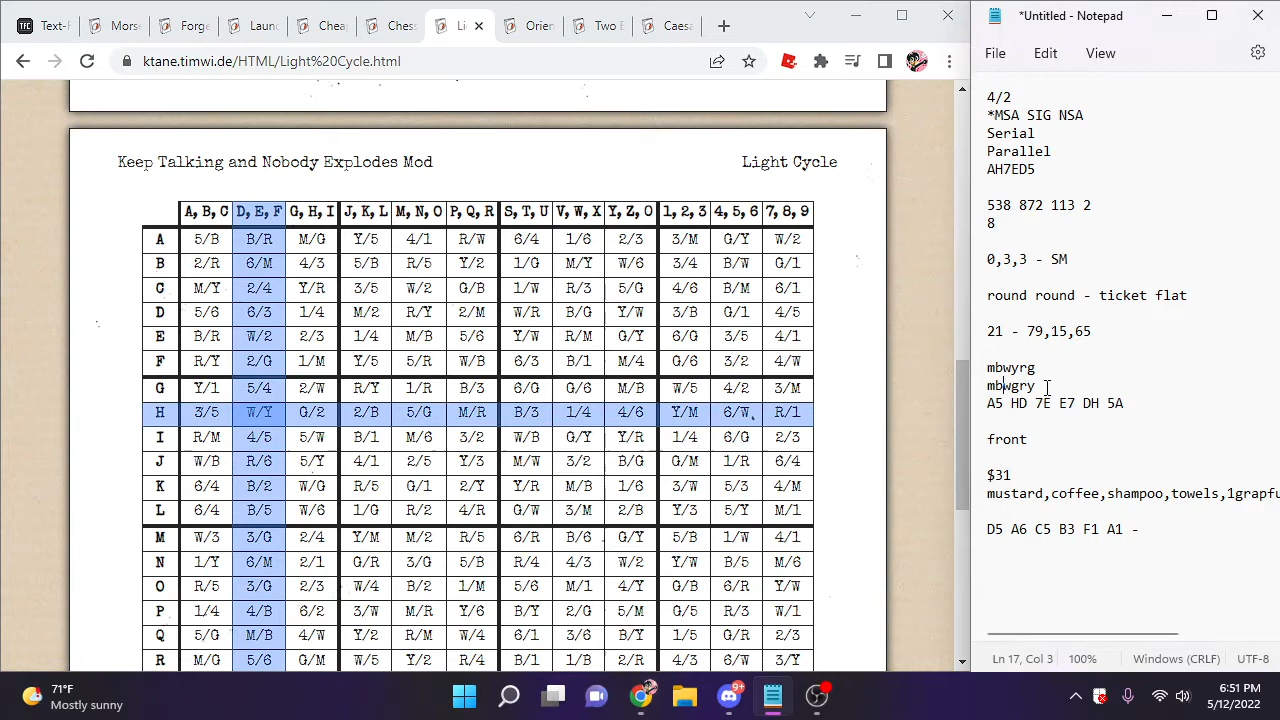 Text-F Morse Forge Laun Chea Chese Li Orien Two E Caesa
*Untitled - Notepad
ktane.timwi.de/HTML/Light%20Cycle.html
File Edit View
Keep Talking and Nobody Explodes Mod Light Cycle
A, B, C D, E, F G, H, I J, K, L M, N, O P, Q, R S, T, U V, W, X Y, Z, 0 1, 2, 3 4, 5, 6 7, 8, 9
A 5/B B/R M/G Y/5 4/1 R/W 6/4 1/6 2/3 3/M G/Y W/2
B 2/R 6/M 4/3 5/B R/5 Y/2 1/G M/Y W/6 3/4 B/W G/1
C M/Y 2/4 Y/R 3/5 W/2 G/B 1/W R/3 5/G 4/6 B/M 6/1
D 5/6 6/3 1/4 M/2 R/Y 2/M W/R B/G Y/W 3/B G/1 4/5
E B/R W/2 2/3 1/4 M/B 5/6 Y/W R/M G/Y 6/G 3/5 4/1
F R/Y 2/G 1/M Y/5 5/R W/B 6/3 B/1 M/4 G/6 3/2 4/W
G Y/1 5/4 2/W R/Y 1/R B/3 6/G G/6 M/B W/5 4/2 3/M
H 3/5 W/Y G/2 2/B 5/G M/R B/3 1/4 4/6 Y/M 6/W R/1
I R/M 4/5 5/W B/1 M/6 3/2 W/B G/Y Y/R 1/4 6/G 2/3
J W/B R/6 5/Y 4/1 2/5 Y/3 M/W 3/2 B/G G/M 1/R 6/4
K 6/4 B/2 W/G R/5 G/1 2/Y Y/R M/B 1/6 3/W 5/3 4/M
L 6/4 B/5 W/6 1/G R/2 4/R G/W 3/M 2/B Y/3 5/Y M/1
M W/3 3/G 2/4 Y/M M/2 R/5 6/R B/6 G/Y 5/B 1/W 4/1
N 1/Y 6/M 2/1 G/R 3/G 5/B R/4 4/3 W/2 Y/W B/5 M/6
O R/5 3/G 2/3 W/4 B/2 1/M 5/6 M/1 4/Y G/B 6/R Y/W
P 1/4 4/B 6/2 3/W M/R Y/6 B/Y 2/G 5/M G/5 R/3 W/1
Q 5/G M/B 4/W Y/2 R/M W/4 6/1 3/6 B/Y 1/5 G/R 2/3
R M/G 5/6 G/M W/5 Y/2 R/4 B/1 1/B 2/R 4/3 6/W 3/Y
4/2
*MSA SIG NSA
Serial
Parallel
AH7ED5
538 872 113 2
8
0,3,3 - SM
round round - ticket flat
21 - 79,15,65
mbwyrg
mbwgry
A5 HD 7E E7 DH 5A
front
$31
mustard,coffee,shampoo,towels,1grapfu
D5 A6 C5 B3 F1 A1 -
Ln 17, Col 3 100% Windows (CRLF) UTF-8
71°F
Mostly sunny
9+
6:51 PM
5/12/2022